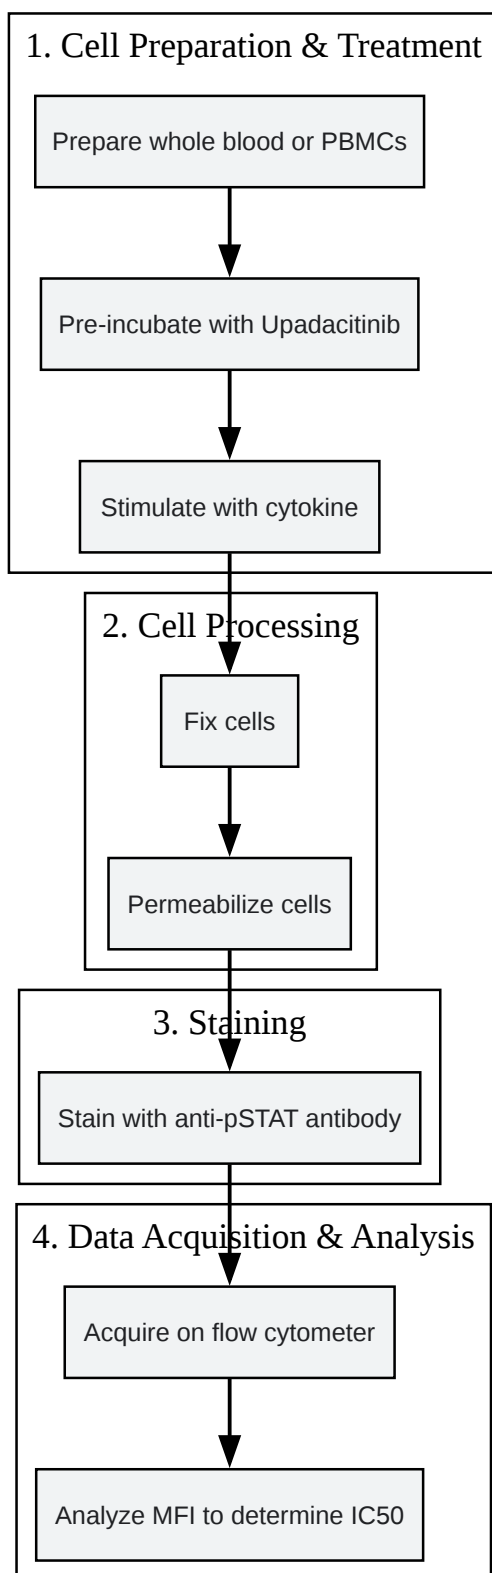 1. Cell Preparation & Treatment
Prepare whole blood or PBMCs
Pre-incubate with Upadacitinib
Stimulate with cytokine
2. Cell Processing
Fix cells
Permeabilize cells
3. Staining
Stain with anti-pSTAT antibody
4. Data Acquisition & Analysis
Acquire on flow cytometer
Analyze MFI to determine IC50